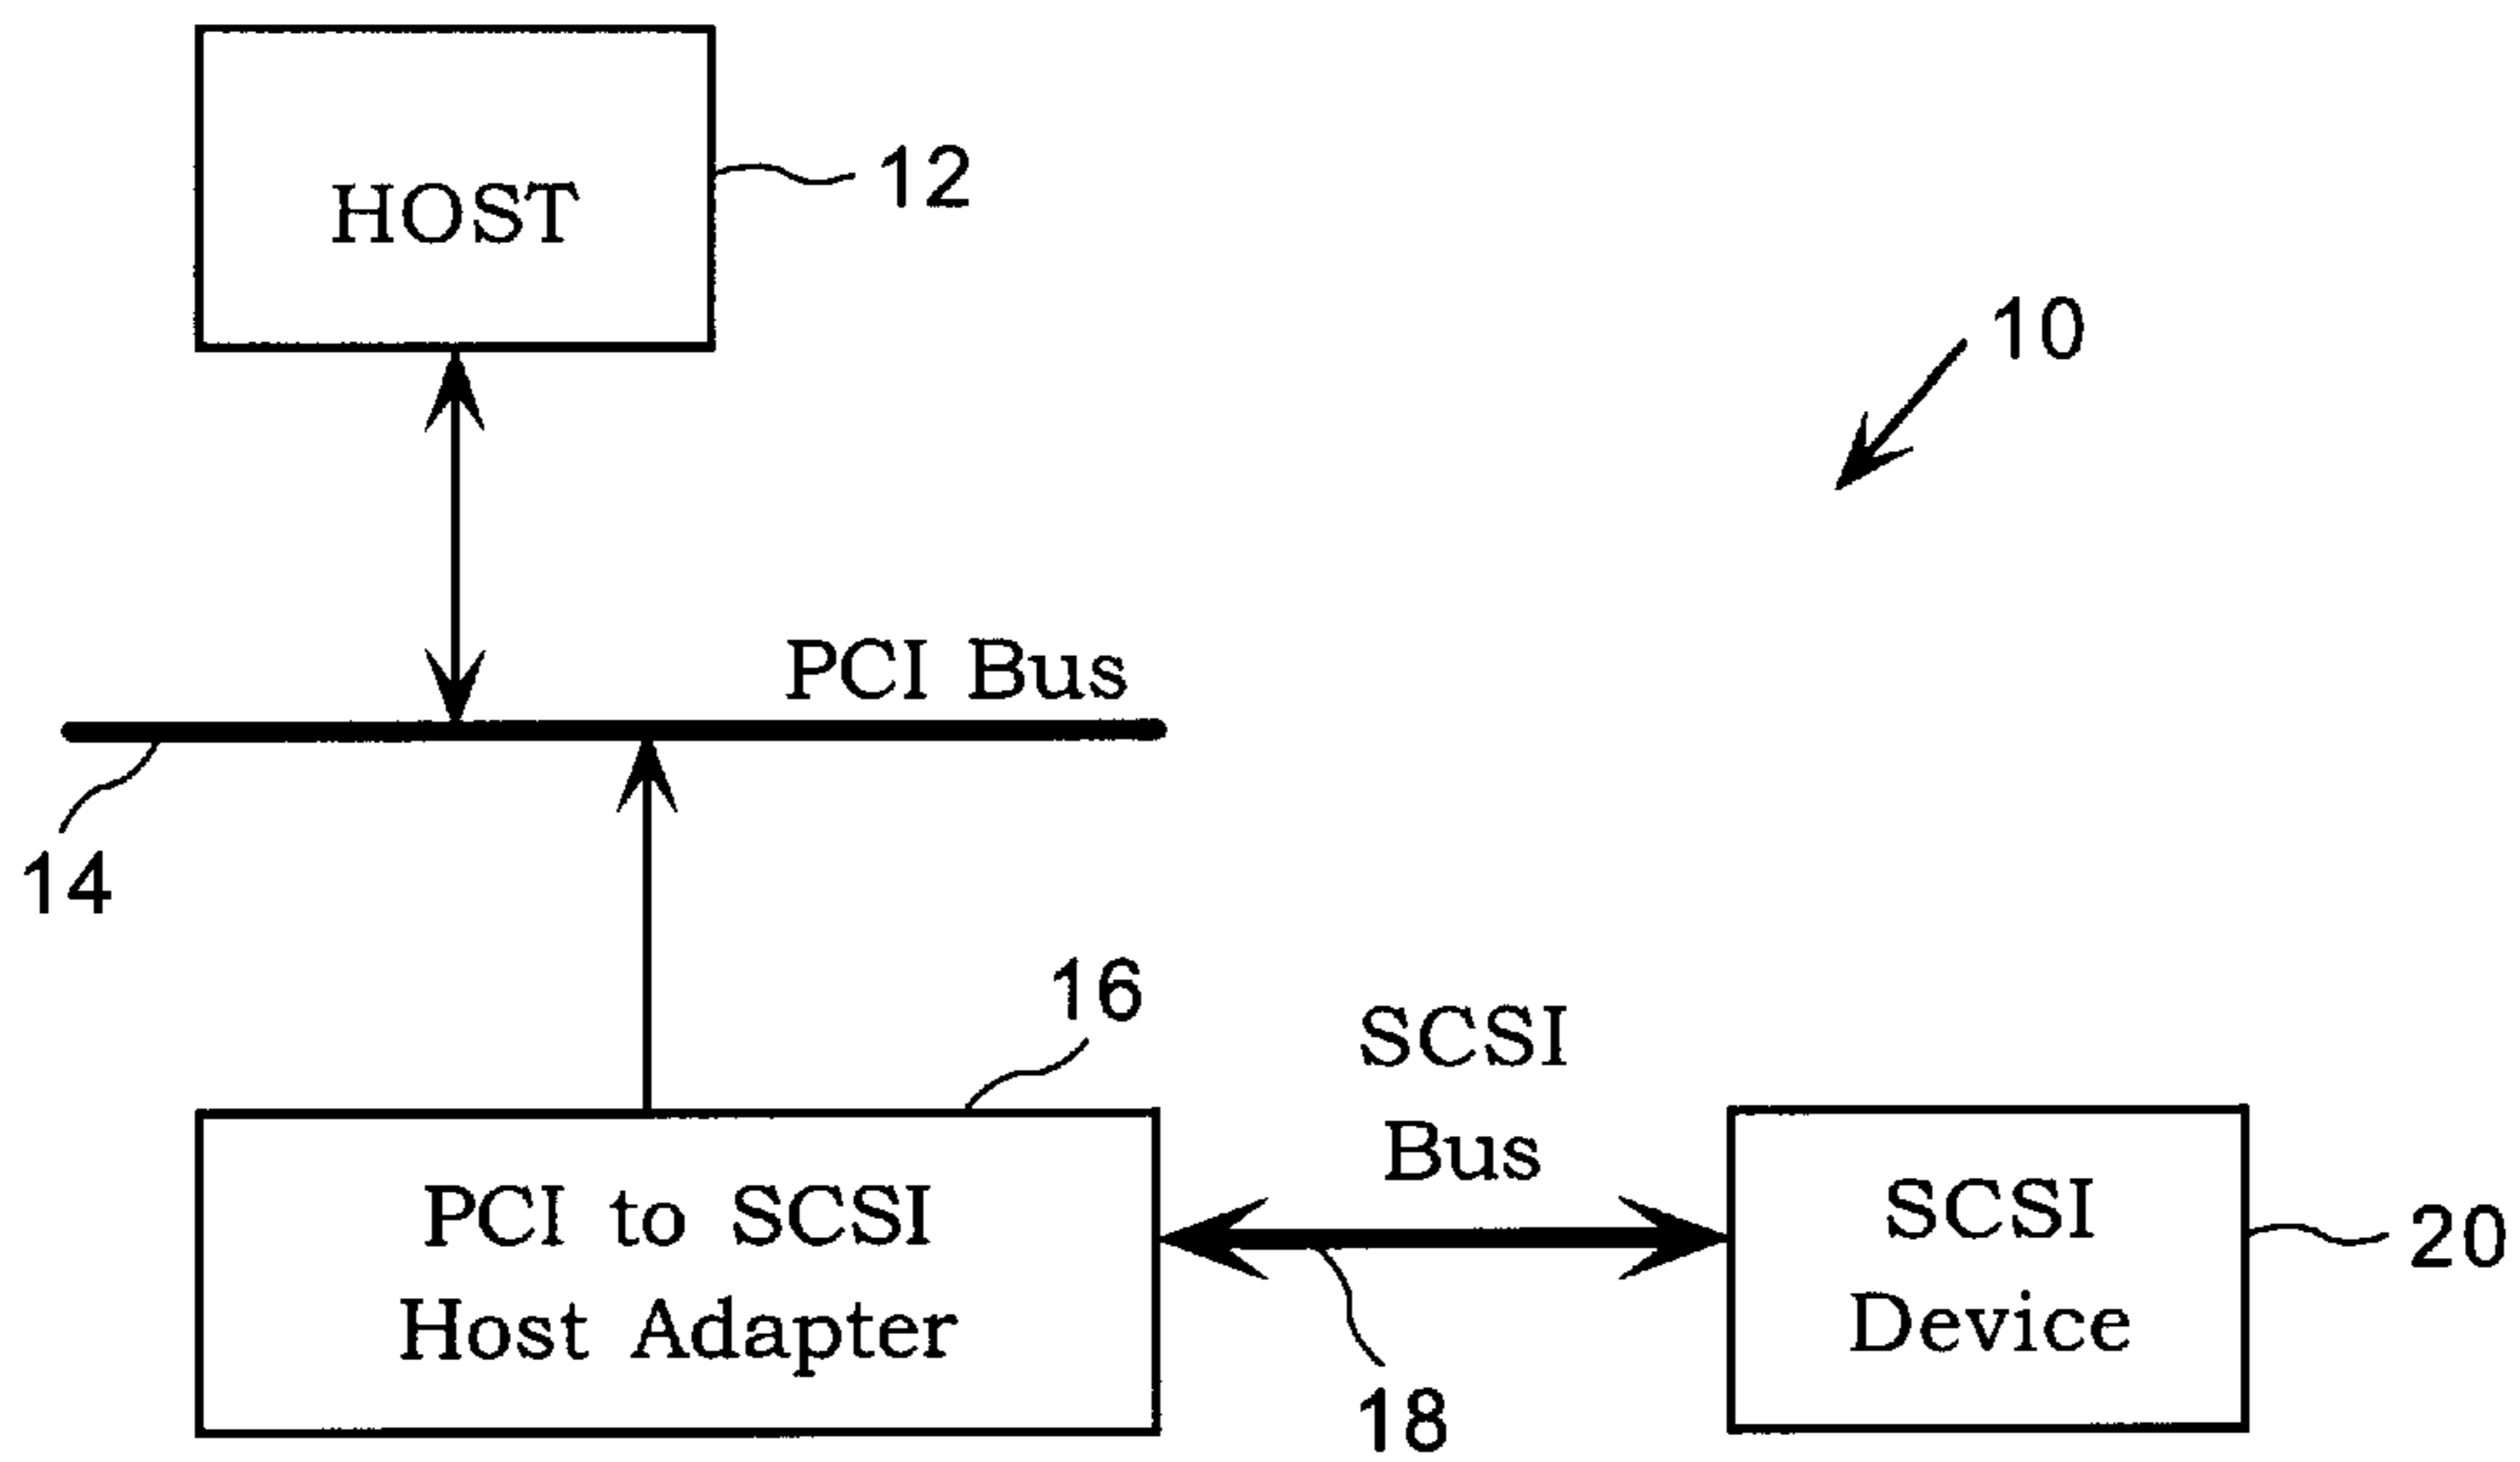 HOST
12
10
PCI Bus
14
16
SCSI
Bus
PCI to SCSI
Host Adapter
SCSI
Device
20
18